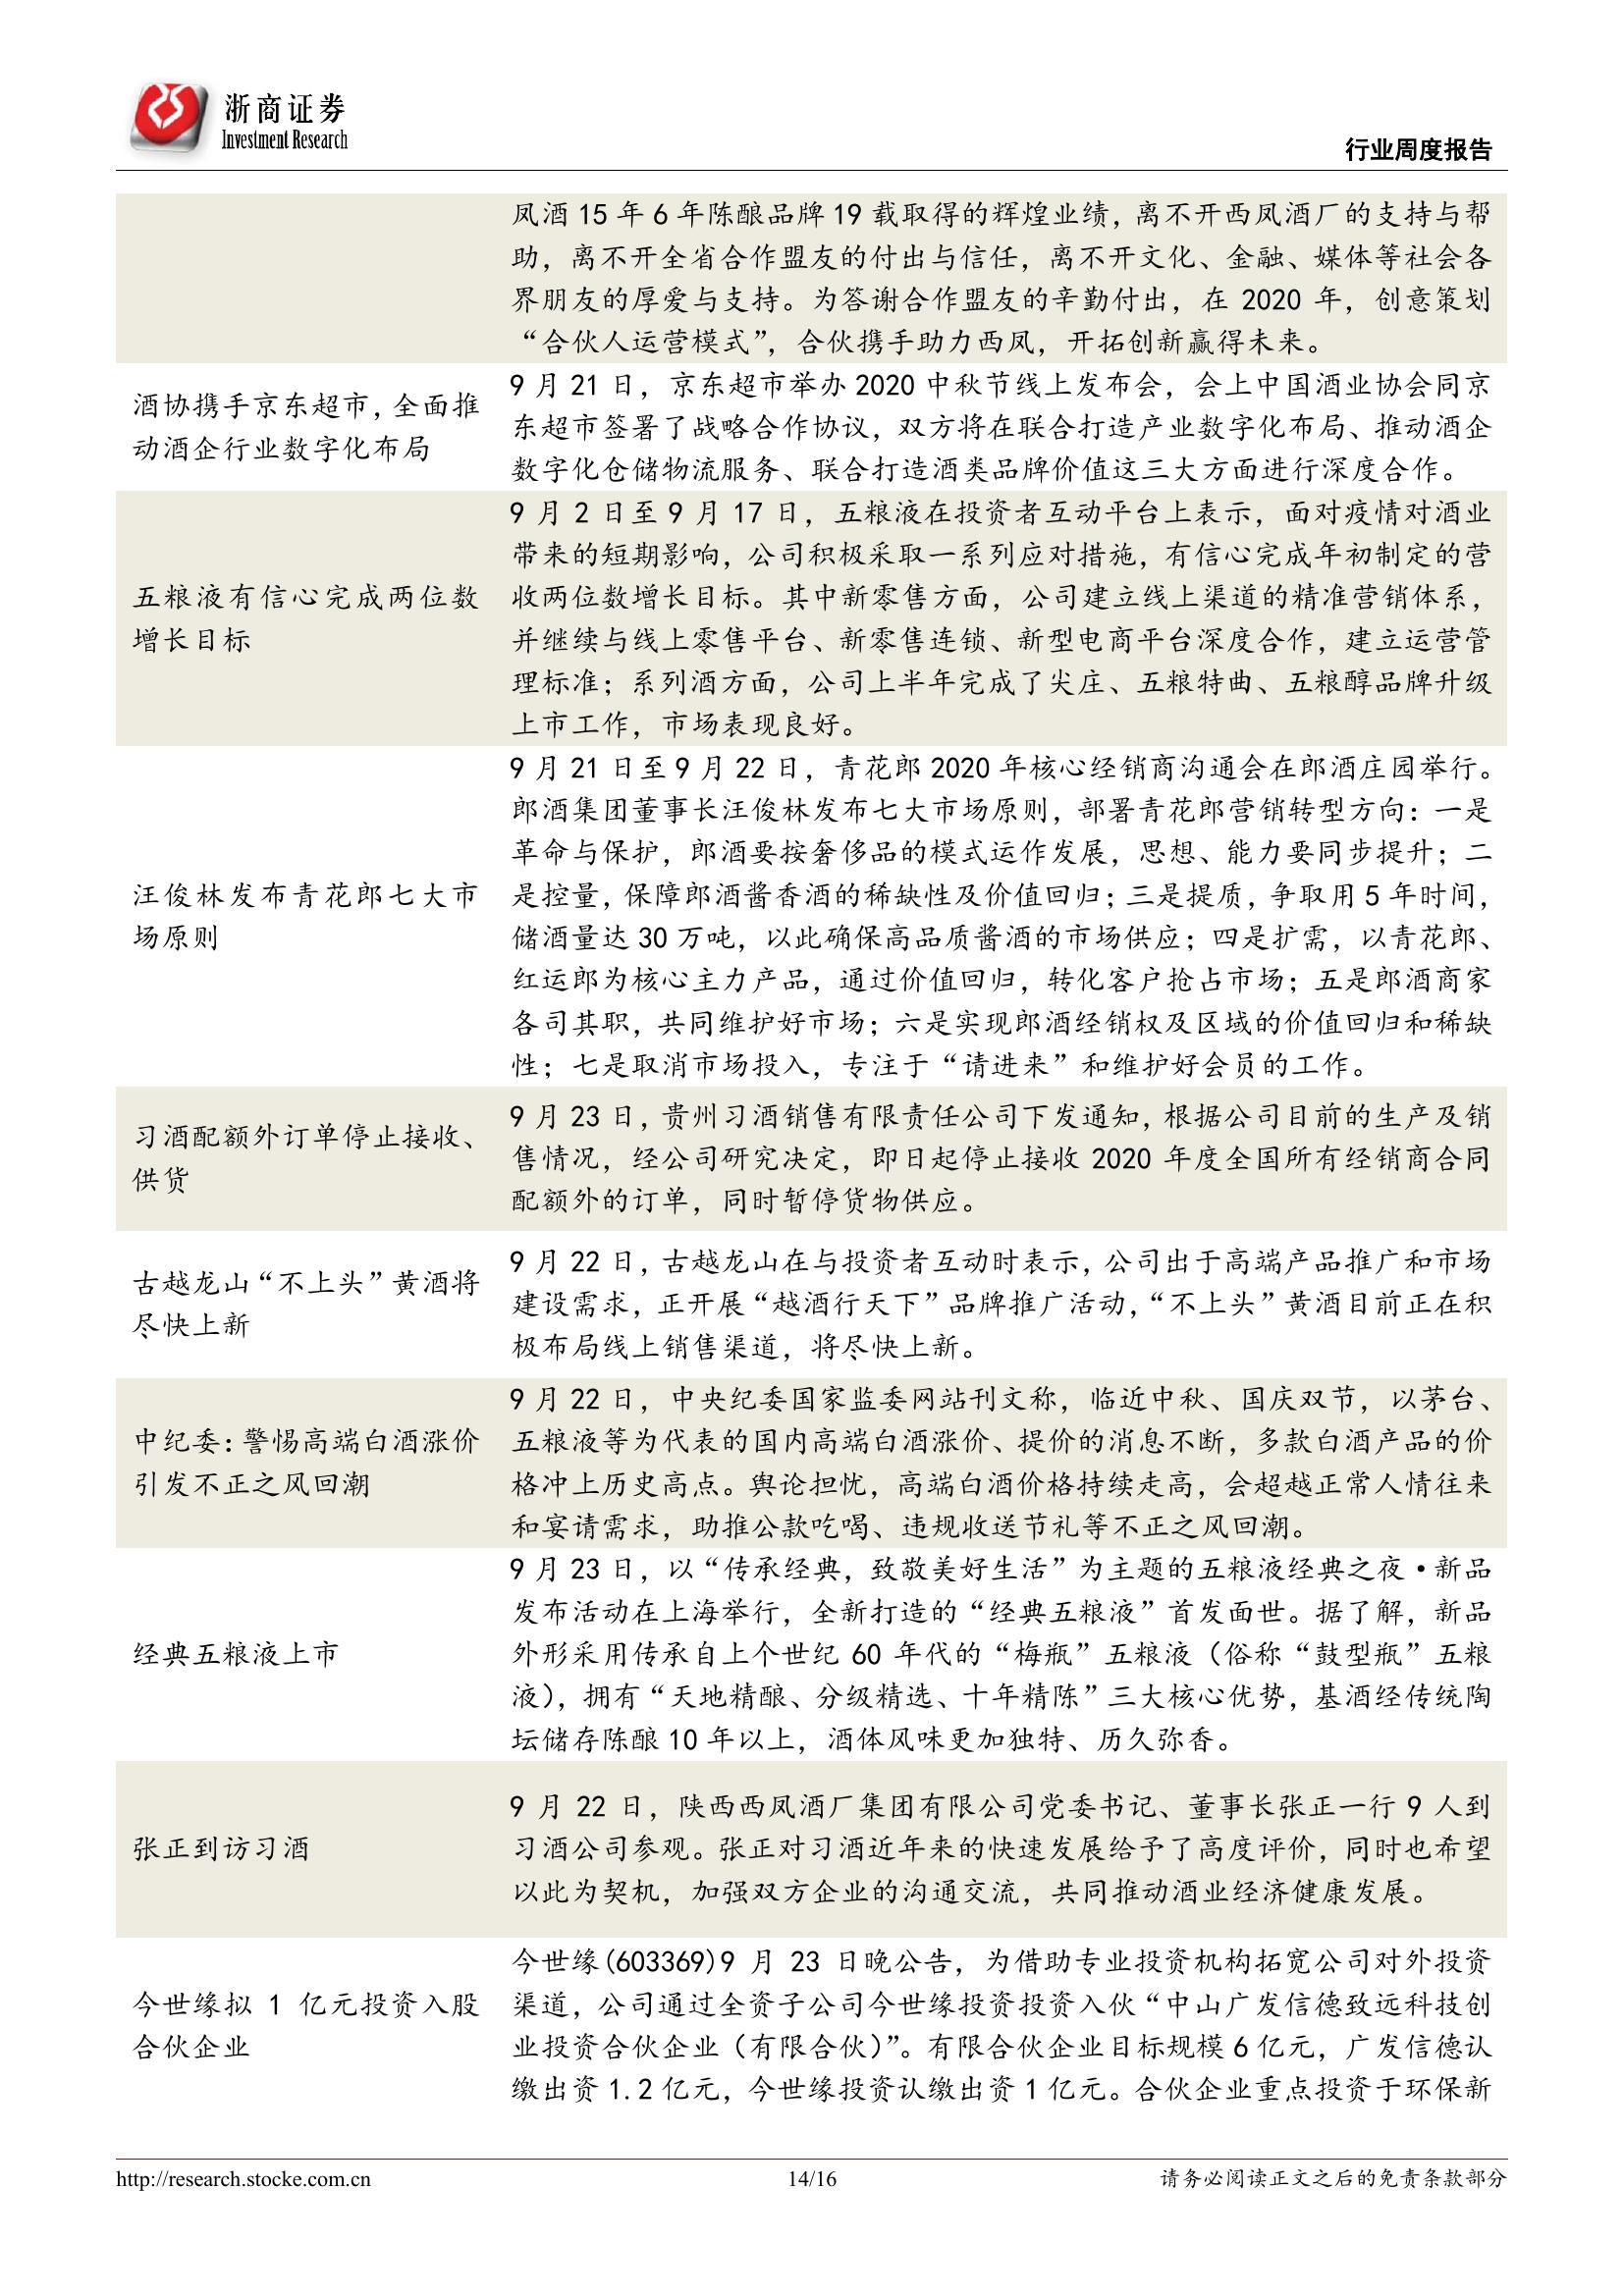 浙商证券
Investment Research
行业周度报告
凤酒 15 年 6 年陈酿品牌 19 载取得的辉煌业绩，离不开西凤酒厂的支持与帮
助，离不开全省合作盟友的付出与信任，离不开文化、金融、媒体等社会各
界朋友的厚爱与支持。为答谢合作盟友的辛勤付出，在 2020 年，创意策划
“合伙人运营模式”，合伙携手助力西凤，开拓创新赢得未来。
酒协携手京东超市，全面推
动酒企行业数字化布局
9 月 21 日，京东超市举办 2020 中秋节线上发布会，会上中国酒业协会同京
东超市签署了战略合作协议，双方将在联合打造产业数字化布局、推动酒企
数字化仓储物流服务、联合打造酒类品牌价值这三大方面进行深度合作。
五粮液有信心完成两位数
增长目标
9 月 2 日至 9 月 17 日，五粮液在投资者互动平台上表示，面对疫情对酒业
带来的短期影响，公司积极采取一系列应对措施，有信心完成年初制定的营
收两位数增长目标。其中新零售方面，公司建立线上渠道的精准营销体系，
并继续与线上零售平台、新零售连锁、新型电商平台深度合作，建立运营管
理标准；系列酒方面，公司上半年完成了尖庄、五粮特曲、五粮醇品牌升级
上市工作，市场表现良好。
汪俊林发布青花郎七大市
场原则
9 月 21 日至 9 月 22 日，青花郎 2020 年核心经销商沟通会在郎酒庄园举行。
郎酒集团董事长汪俊林发布七大市场原则，部署青花郎营销转型方向：一是
革命与保护，郎酒要按奢侈品的模式运作发展，思想、能力要同步提升；二
是控量，保障郎酒酱香酒的稀缺性及价值回归；三是提质，争取用 5 年时间，
储酒量达 30 万吨，以此确保高品质酱酒的市场供应；四是扩需，以青花郎、
红运郎为核心主力产品，通过价值回归，转化客户抢占市场；五是郎酒商家
各司其职，共同维护好市场；六是实现郎酒经销权及区域的价值回归和稀缺
性；七是取消市场投入，专注于“请进来”和维护好会员的工作。
习酒配额外订单停止接收、
供货
9 月 23 日，贵州习酒销售有限责任公司下发通知，根据公司目前的生产及销
售情况，经公司研究决定，即日起停止接收 2020 年度全国所有经销商合同
配额外的订单，同时暂停货物供应。
古越龙山“不上头”黄酒将
尽快上新
9 月 22 日，古越龙山在与投资者互动时表示，公司出于高端产品推广和市场
建设需求，正开展“越酒行天下”品牌推广活动，“不上头”黄酒目前正在积
极布局线上销售渠道，将尽快上新。
中纪委：警惕高端白酒涨价
引发不正之风回潮
9 月 22 日，中央纪委国家监委网站刊文称，临近中秋、国庆双节，以茅台、
五粮液等为代表的国内高端白酒涨价、提价的消息不断，多款白酒产品的价
格冲上历史高点。舆论担忧，高端白酒价格持续走高，会超越正常人情往来
和宴请需求，助推公款吃喝、违规收送节礼等不正之风回潮。
经典五粮液上市
9 月 23 日，以“传承经典，致敬美好生活”为主题的五粮液经典之夜·新品
发布活动在上海举行，全新打造的“经典五粮液”首发面世。据了解，新品
外形采用传承自上个世纪 60 年代的“梅瓶”五粮液（俗称“鼓型瓶”五粮
液），拥有“天地精酿、分级精选、十年精陈”三大核心优势，基酒经传统陶
坛储存陈酿 10 年以上，酒体风味更加独特、历久弥香。
张正到访习酒
9 月 22 日，陕西西凤酒厂集团有限公司党委书记、董事长张正一行 9 人到
习酒公司参观。张正对习酒近年来的快速发展给予了高度评价，同时也希望
以此为契机，加强双方企业的沟通交流，共同推动酒业经济健康发展。
今世缘拟 1 亿元投资入股
合伙企业
今世缘(603369)9 月 23 日晚公告，为借助专业投资机构拓宽公司对外投资
渠道，公司通过全资子公司今世缘投资投资入伙“中山广发信德致远科技创
业投资合伙企业（有限合伙）”。有限合伙企业目标规模 6 亿元，广发信德认
缴出资 1.2 亿元，今世缘投资认缴出资 1 亿元。合伙企业重点投资于环保新
http://research.stocke.com.cn
14/16
请务必阅读正文之后的免责条款部分